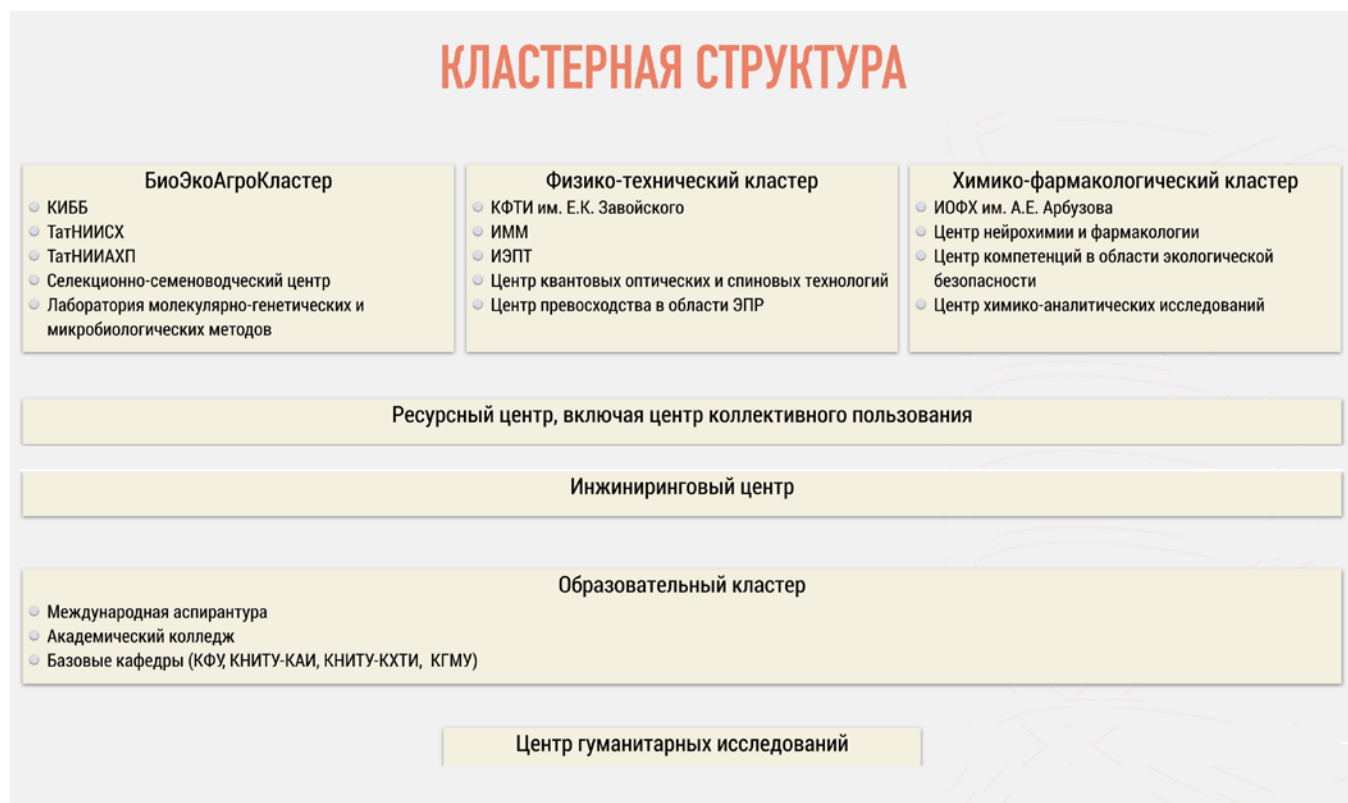 КЛАСТЕРНАЯ СТРУКТУРА
БиоЭкоАгроКластер
КИББ
ТатНИИСХ
ТатНИИАХП
Селекционно-семеноводческий центр
Лаборатория молекулярно-генетических и
микробиологических методов
Физико-технический кластер
КФТИ им. Е.К. Завойского
ИММ
ИЭПТ
Центр квантовых оптических и спиновых технологий
Центр превосходства в области ЭПР
Химико-фармакологический кластер
ИОФХ им. А.Е. Арбузова
Центр нейрохимии и фармакологии
Центр компетенций в области экологической
безопасности
Центр химико-аналитических исследований
Ресурсный центр, включая центр коллективного пользования
Инжиниринговый центр
Образовательный кластер
Международная аспирантура
Академический колледж
Базовые кафедры (КФУ, КНИТУ-КАИ, КНИТУ-КХТИ, КГМУ)
Центр гуманитарных исследований